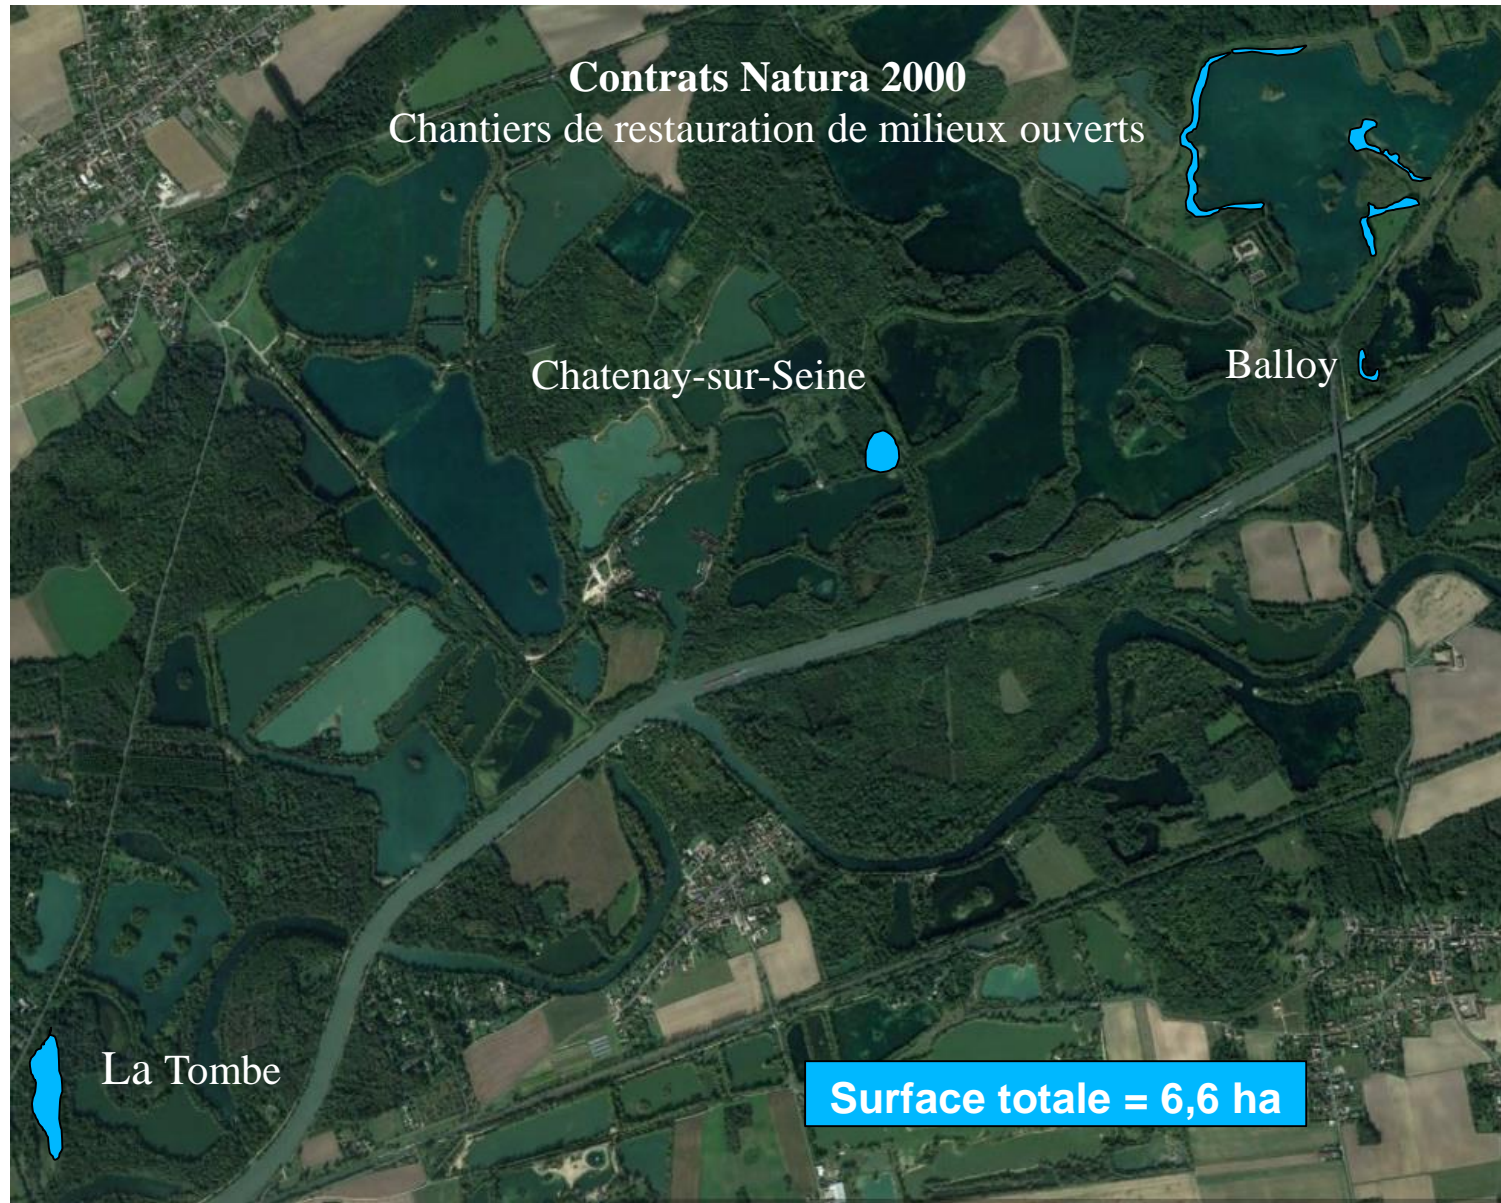 Contrats Natura 2000
Chantiers de restauration de milieux ouverts
Chatenay-sur-Seine
Balloy
La Tombe
Surface totale = 6,6 ha